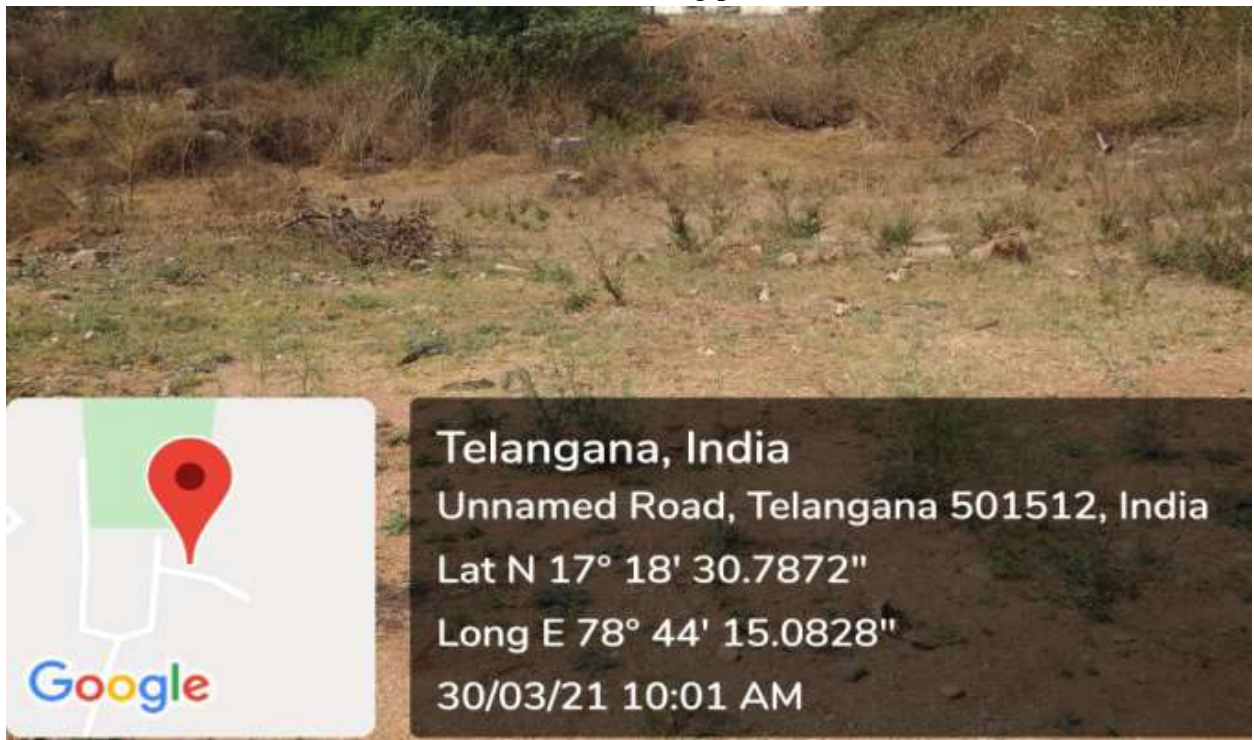 Telangana, India
Unnamed Road, Telangana 501512, India
Lat N 17° 18' 30.7872"
Long E 78° 44' 15.0828"
30/03/21 10:01 AM
Google